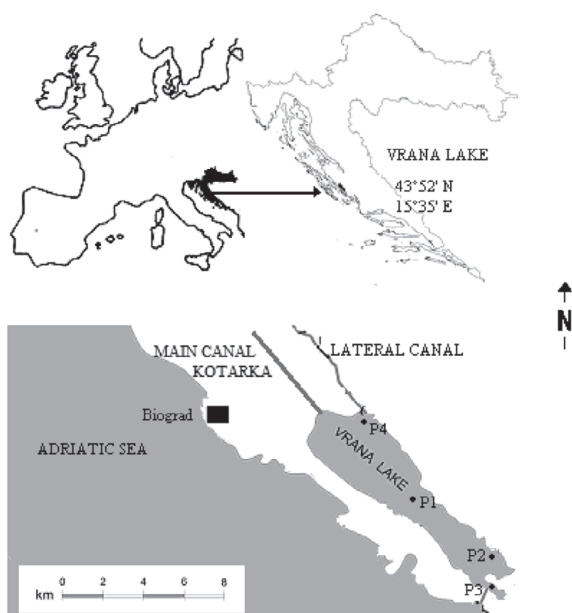 VRANA LAKE
43°52' N
15°35' E
N
MAIN CANAL
KOTARKA
LATERAL CANAL
Biograd
P4
ADRIATIC SEA
VRANA LAKE
P1
P2
P3
km 0 2 4 6 8